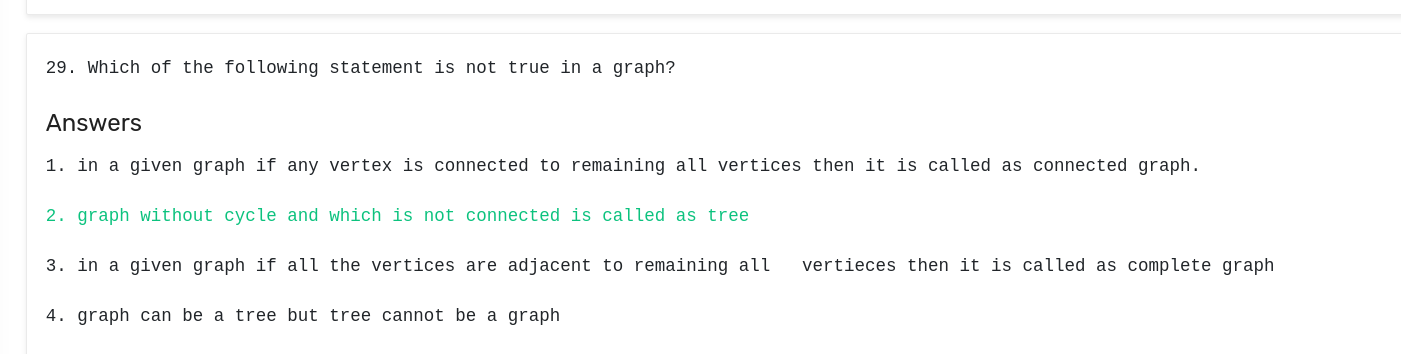 29. Which of the following statement is not true in a graph?
Answers
1. in a given graph if any vertex is connected to remaining all vertices then it is called as connected graph.
2. graph without cycle and which is not connected is called as tree
3. in a given graph if all the vertices are adjacent to remaining all   vertieces then it is called as complete graph
4. graph can be a tree but tree cannot be a graph